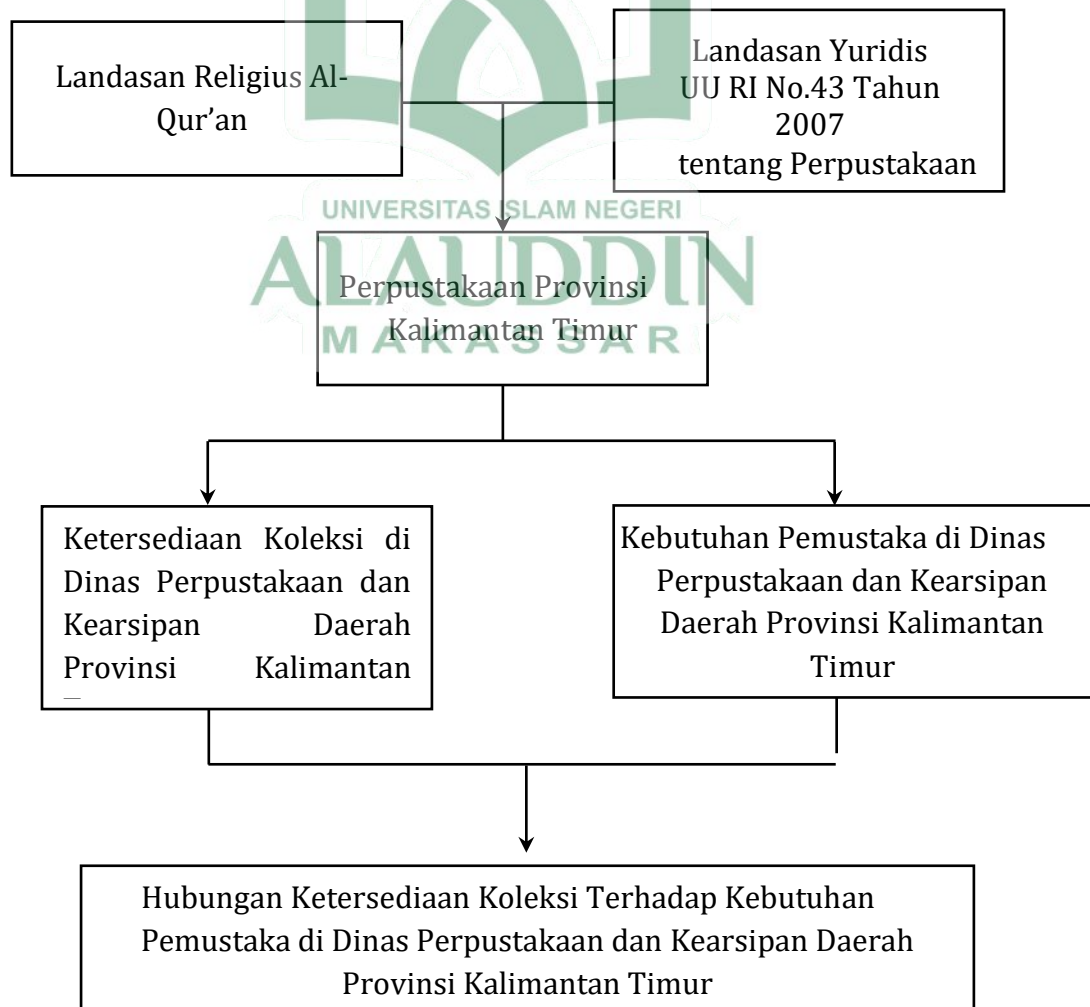 Landasan Religius Al-
Qur’an
Landasan Yuridis
UU RI No.43 Tahun
2007
tentang Perpustakaan
UNIVERSITAS ISLAM NEGERI
ALAUDDIN
MAKASSAR
Perpustakaan Provinsi
Kalimantan Timur
Ketersediaan Koleksi di
Dinas Perpustakaan dan
Kearsipan Daerah
Provinsi Kalimantan
Kebutuhan Pemustaka di Dinas
Perpustakaan dan Kearsipan
Daerah Provinsi Kalimantan
Timur
Hubungan Ketersediaan Koleksi Terhadap Kebutuhan
Pemustaka di Dinas Perpustakaan dan Kearsipan Daerah
Provinsi Kalimantan Timur